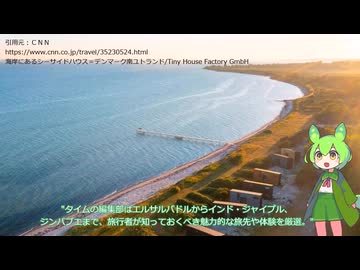 引用元：ＣＮＮ
https://www.cnn.co.jp/travel/35230524.html
海岸にあるシーサイドハウス＝デンマーク南ユトランド/Tiny House Factory GmbH
"タイムの編集部はエルサルバドルからインド・ジャイプル、
ジンバブエまで、旅行者が知っておくべき魅力的な旅先や体験を厳選。